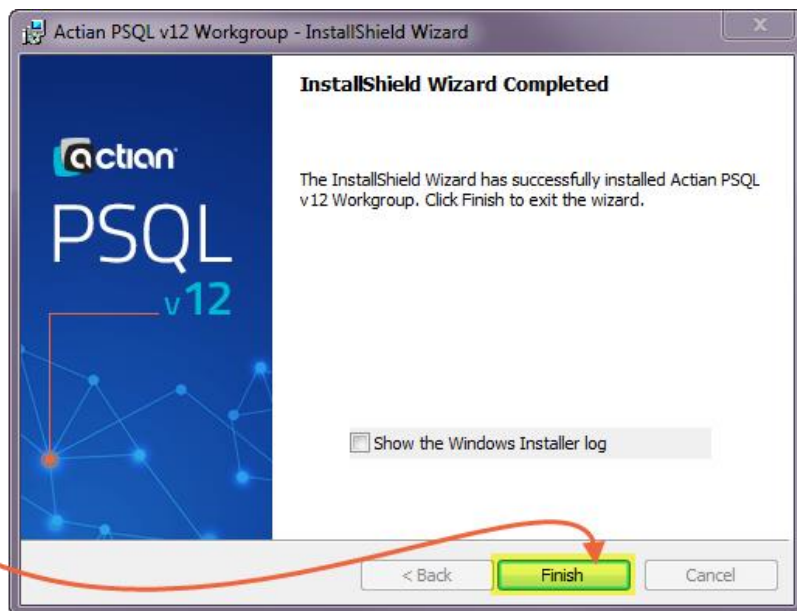 Actian PSQL v12 Workgroup - InstallShield Wizard
InstallShield Wizard Completed
actian
PSQL
v12
The InstallShield Wizard has successfully installed Actian PSQL
v12 Workgroup. Click Finish to exit the wizard.
Show the Windows Installer log
< Back
Finish
Cancel